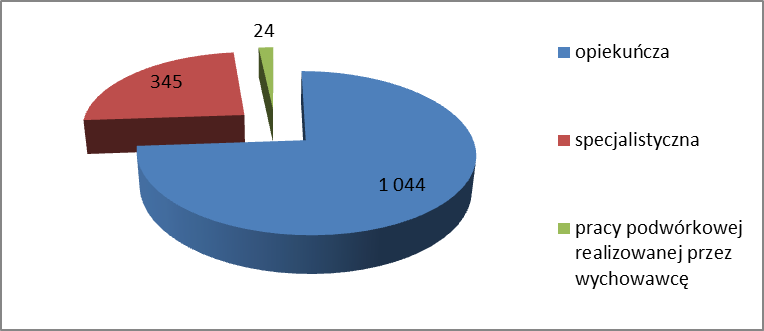 24
345
1 044
opiekuńcza
specjalistyczna
pracy podwórkowej
realizowanej przez
wychowawcę